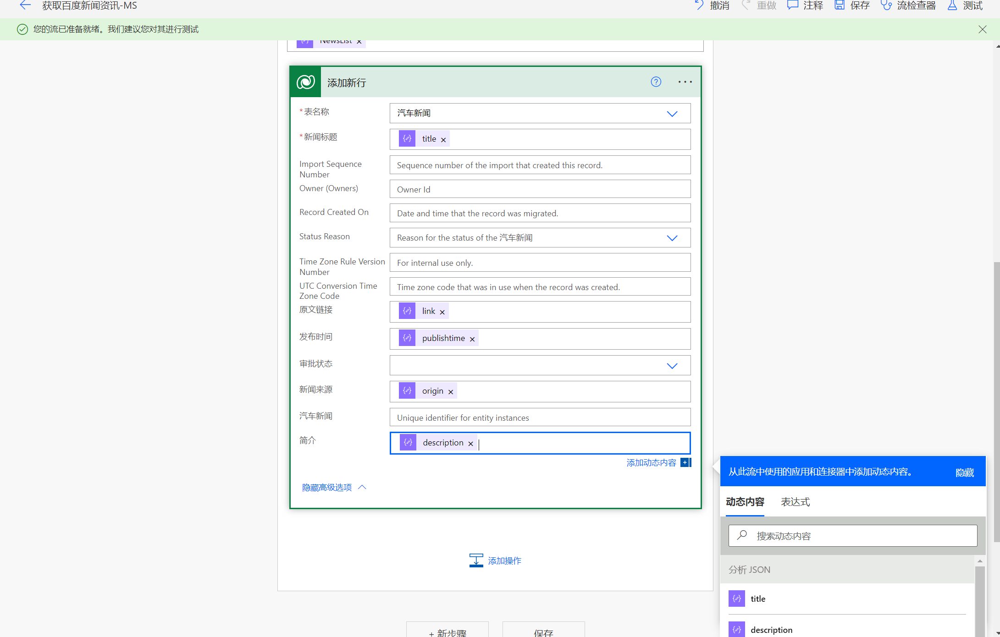 获取百度新闻资讯-MS
撤消 重做 注释 保存 流检查器 测试
您的流已准备就绪。我们建议您对其进行测试
NewsList ×
添加新行
*表名称 汽车新闻
*新闻标题 title ×
Import Sequence Number Sequence number of the import that created this record.
Owner (Owners) Owner Id
Record Created On Date and time that the record was migrated.
Status Reason Reason for the status of the 汽车新闻
Time Zone Rule Version Number For internal use only.
UTC Conversion Time Zone Code Time zone code that was in use when the record was created.
原文链接 link ×
发布时间 publishtime ×
审批状态
新闻来源 origin ×
汽车新闻 Unique identifier for entity instances
简介 description ×
添加动态内容
隐藏高级选项
添加操作
+ 新步骤 保存
从此流中使用的应用和连接器中添加动态内容。 隐藏
动态内容 表达式
搜索动态内容
分析 JSON
title
description